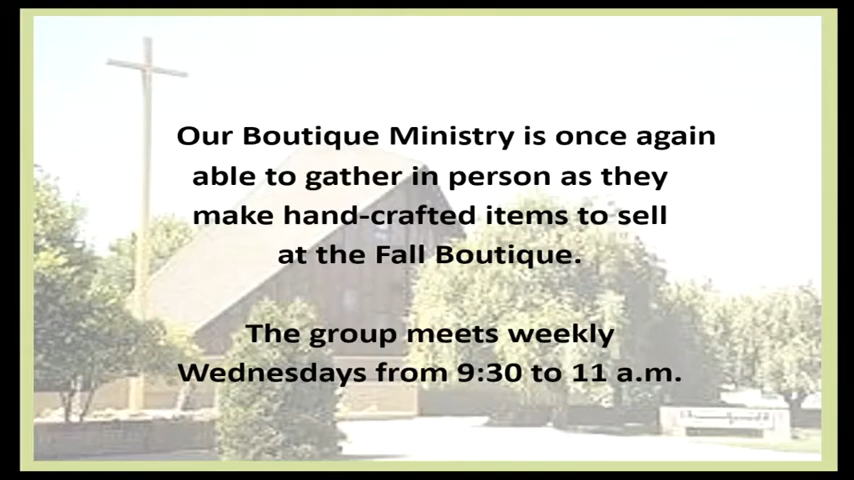 Our Boutique Ministry is once again
able to gather in person as they
make hand-crafted items to sell
at the Fall Boutique.
The group meets weekly
Wednesdays from 9:30 to 11 a.m.